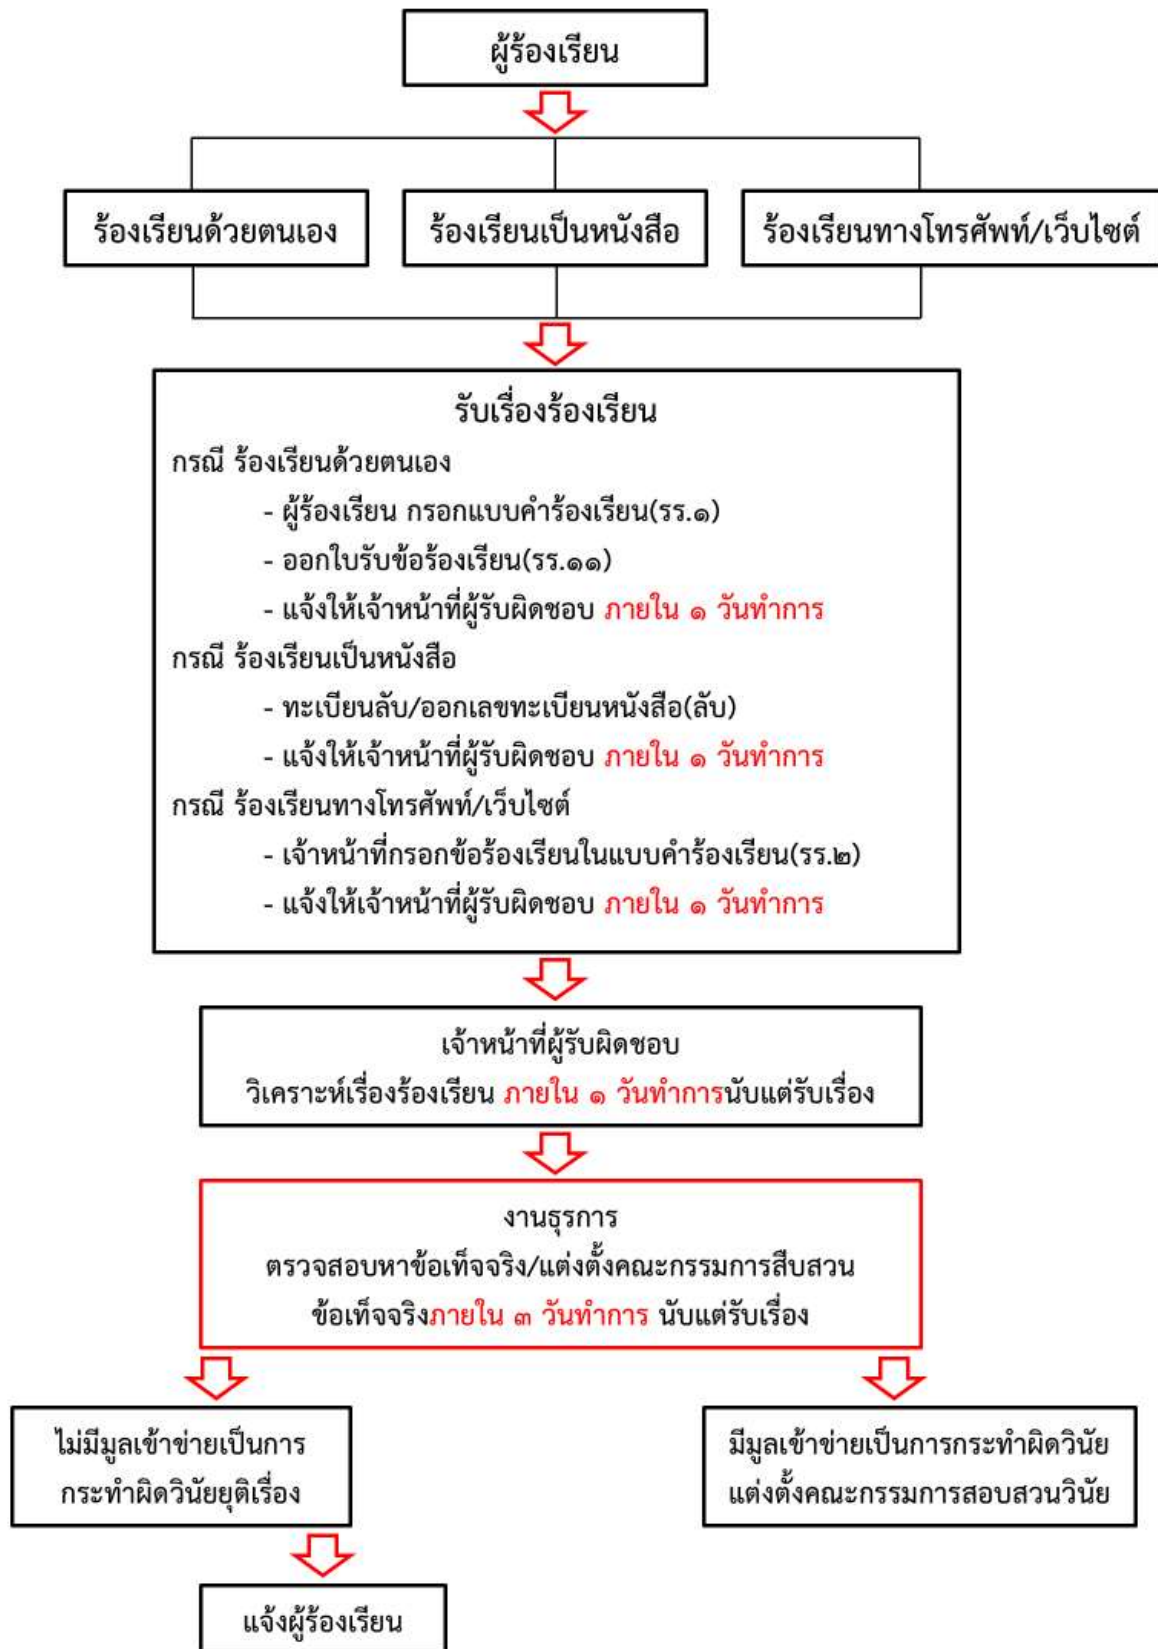 ผู้ร้องเรียน
ร้องเรียนด้วยตนเอง
ร้องเรียนเป็นหนังสือ
ร้องเรียนทางโทรศัพท์/เว็บไซต์
รับเรื่องร้องเรียน
กรณี ร้องเรียนด้วยตนเอง
- ผู้ร้องเรียน กรอกแบบคำร้องเรียน(รร.๑)
- ออกใบรับข้อร้องเรียน(รร.๑๑)
- แจ้งให้เจ้าหน้าที่ผู้รับผิดชอบ ภายใน ๑ วันทำการ
กรณี ร้องเรียนเป็นหนังสือ
- ทะเบียนลับ/ออกเลขทะเบียนหนังสือ(ลับ)
- แจ้งให้เจ้าหน้าที่ผู้รับผิดชอบ ภายใน ๑ วันทำการ
กรณี ร้องเรียนทางโทรศัพท์/เว็บไซต์
- เจ้าหน้าที่กรอกข้อร้องเรียนในแบบคำร้องเรียน(รร.๒)
- แจ้งให้เจ้าหน้าที่ผู้รับผิดชอบ ภายใน ๑ วันทำการ
เจ้าหน้าที่ผู้รับผิดชอบ
วิเคราะห์เรื่องร้องเรียน ภายใน ๑ วันทำการนับแต่รับเรื่อง
งานธุรการ
ตรวจสอบหาข้อเท็จจริง/แต่งตั้งคณะกรรมการสืบสวน
ข้อเท็จจริงภายใน ๓ วันทำการ นับแต่รับเรื่อง
ไม่มีมูลเข้าข่ายเป็นการ
กระทำผิดวินัยยุติเรื่อง
มีมูลเข้าข่ายเป็นการกระทำผิดวินัย
แต่งตั้งคณะกรรมการสอบสวนวินัย
แจ้งผู้ร้องเรียน